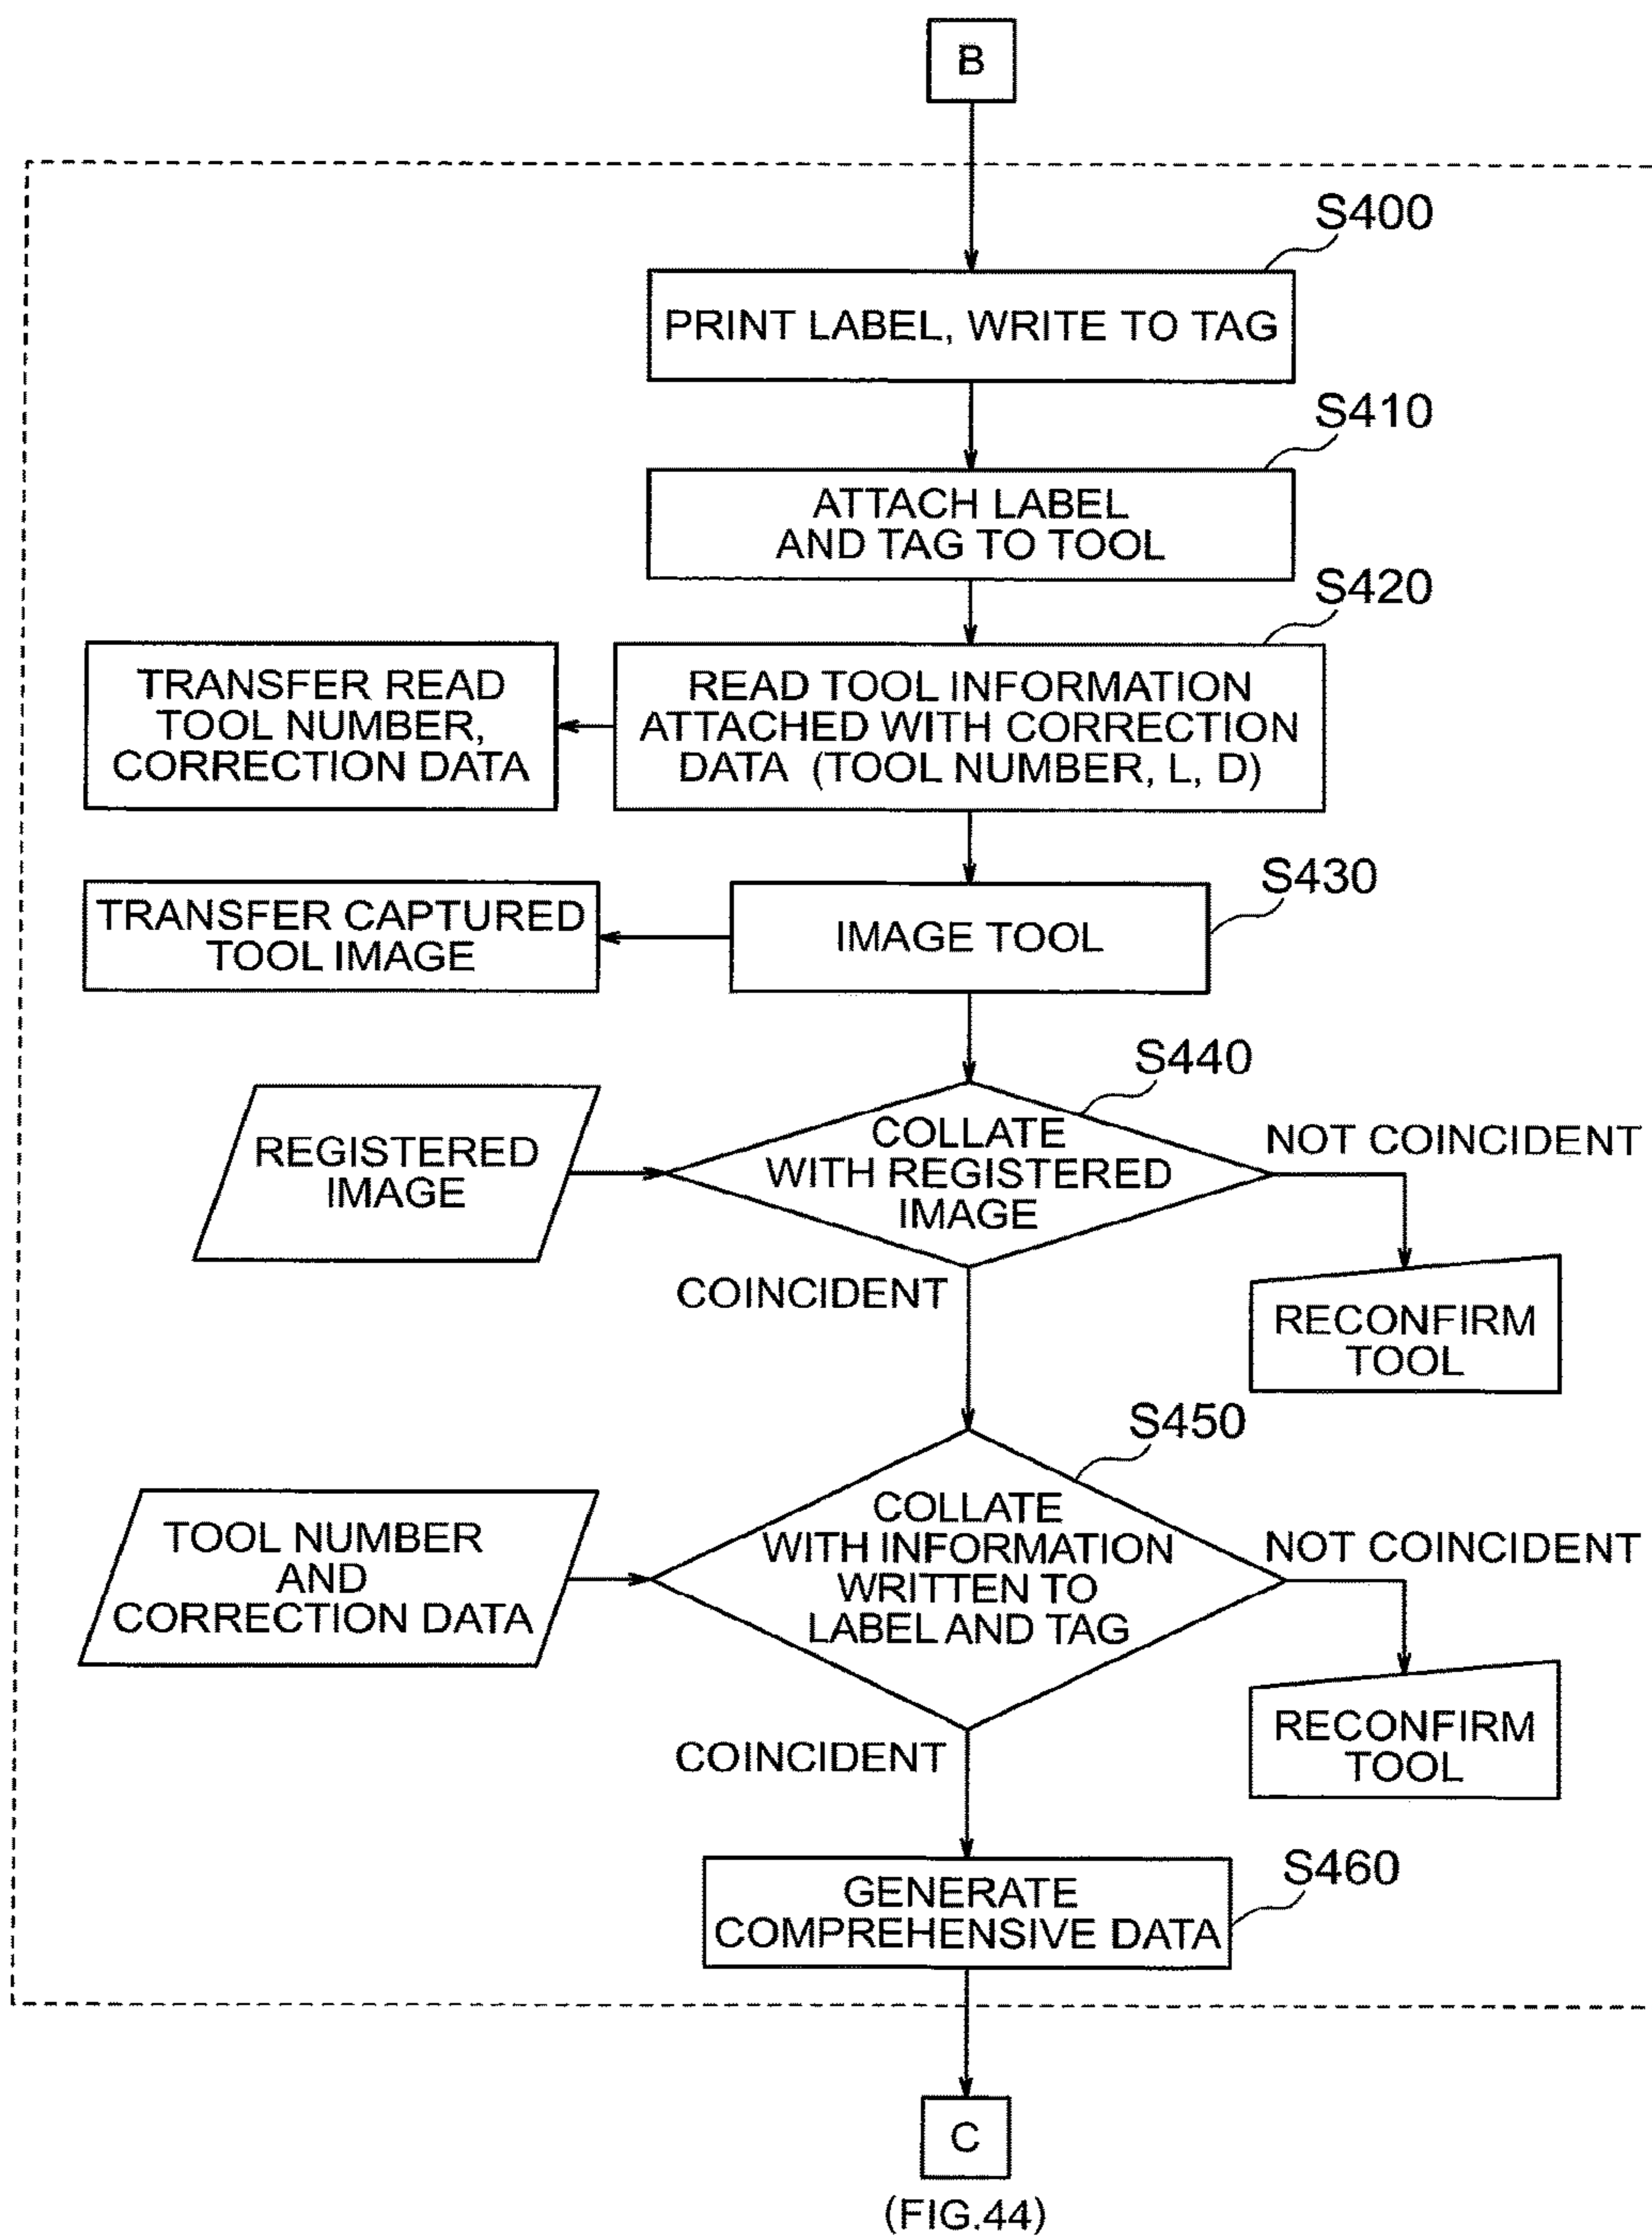 B
S400
PRINT LABEL, WRITE TO TAG
S410
ATTACH LABEL
AND TAG TO TOOL
S420
TRANSFER READ
TOOL NUMBER,
CORRECTION DATA
READ TOOL INFORMATION
ATTACHED WITH CORRECTION
DATA (TOOL NUMBER, L, D)
S430
TRANSFER CAPTURED
TOOL IMAGE
IMAGE TOOL
S440
REGISTERED
IMAGE
COLLATE
WITH REGISTERED
IMAGE
NOT COINCIDENT
COINCIDENT
RECONFIRM
TOOL
S450
TOOL NUMBER
AND
CORRECTION DATA
COLLATE
WITH INFORMATION
WRITTEN TO
LABEL AND TAG
NOT COINCIDENT
COINCIDENT
RECONFIRM
TOOL
S460
GENERATE
COMPREHENSIVE DATA
C
(FIG.44)